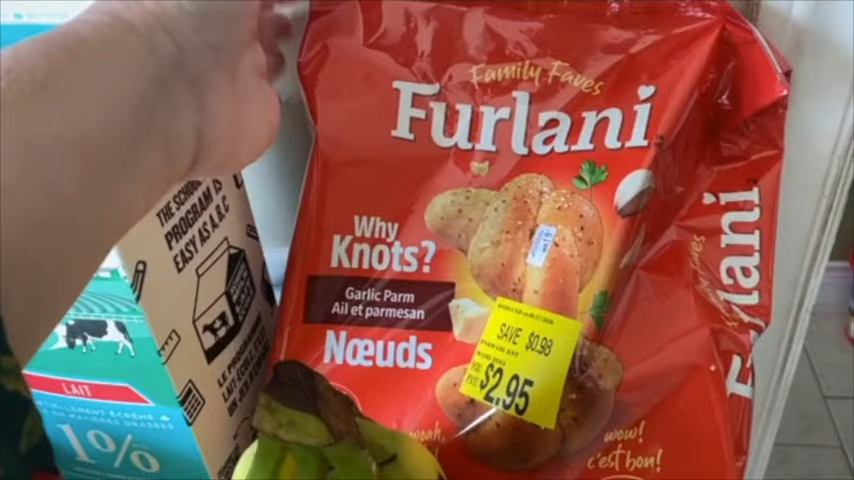 Family Faves
Furlani
Why
Knots?
Garlic Parm
Ail et parmesan
Nœuds
SAVE $0.98
$2.95
woah,
wow!
c'est bon!
Furlani
THE SCHOOL
PROGRAM IS
EASY AS A, B, C
LAIT
1%